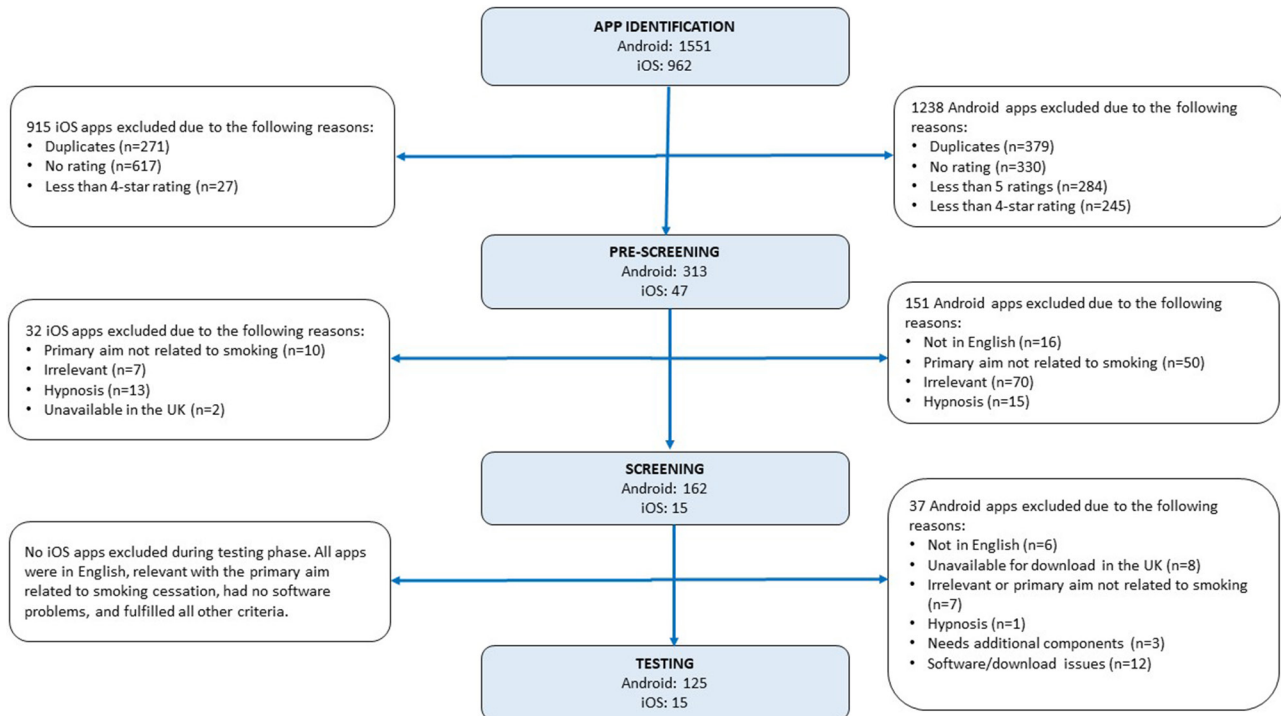 APP IDENTIFICATION
Android: 1551
iOS: 962
915 iOS apps excluded due to the following reasons:
• Duplicates (n=271)
• No rating (n=617)
• Less than 4-star rating (n=27)
1238 Android apps excluded due to the following
reasons:
• Duplicates (n=379)
• No rating (n=330)
• Less than 5 ratings (n=284)
• Less than 4-star rating (n=245)
PRE-SCREENING
Android: 313
iOS: 47
32 iOS apps excluded due to the following reasons:
• Primary aim not related to smoking (n=10)
• Irrelevant (n=7)
• Hypnosis (n=13)
• Unavailable in the UK (n=2)
151 Android apps excluded due to the following
reasons:
• Not in English (n=16)
• Primary aim not related to smoking (n=50)
• Irrelevant (n=70)
• Hypnosis (n=15)
SCREENING
Android: 162
iOS: 15
No iOS apps excluded during testing phase. All apps
were in English, relevant with the primary aim
related to smoking cessation, had no software
problems, and fulfilled all other criteria.
37 Android apps excluded due to the following
reasons:
• Not in English (n=6)
• Unavailable for download in the UK (n=8)
• Irrelevant or primary aim not related to smoking
(n=7)
• Hypnosis (n=1)
• Needs additional components (n=3)
• Software/download issues (n=12)
TESTING
Android: 125
iOS: 15